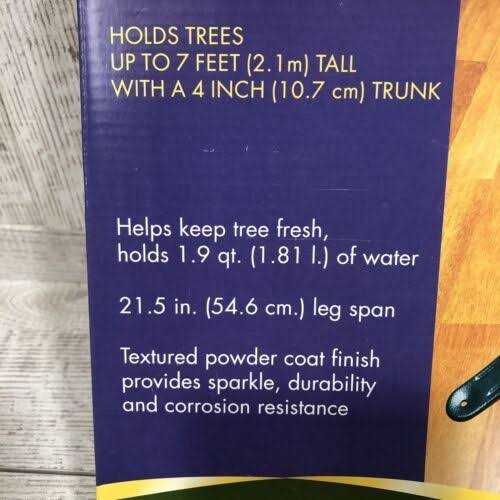 HOLDS TREES
UP TO 7 FEET (2.1m) TALL
WITH A 4 INCH (10.7 cm) TRUNK
Helps keep tree fresh,
holds 1.9 qt. (1.81 l.) of water
21.5 in. (54.6 cm.) leg span
Textured powder coat finish
provides sparkle, durability
and corrosion resistance